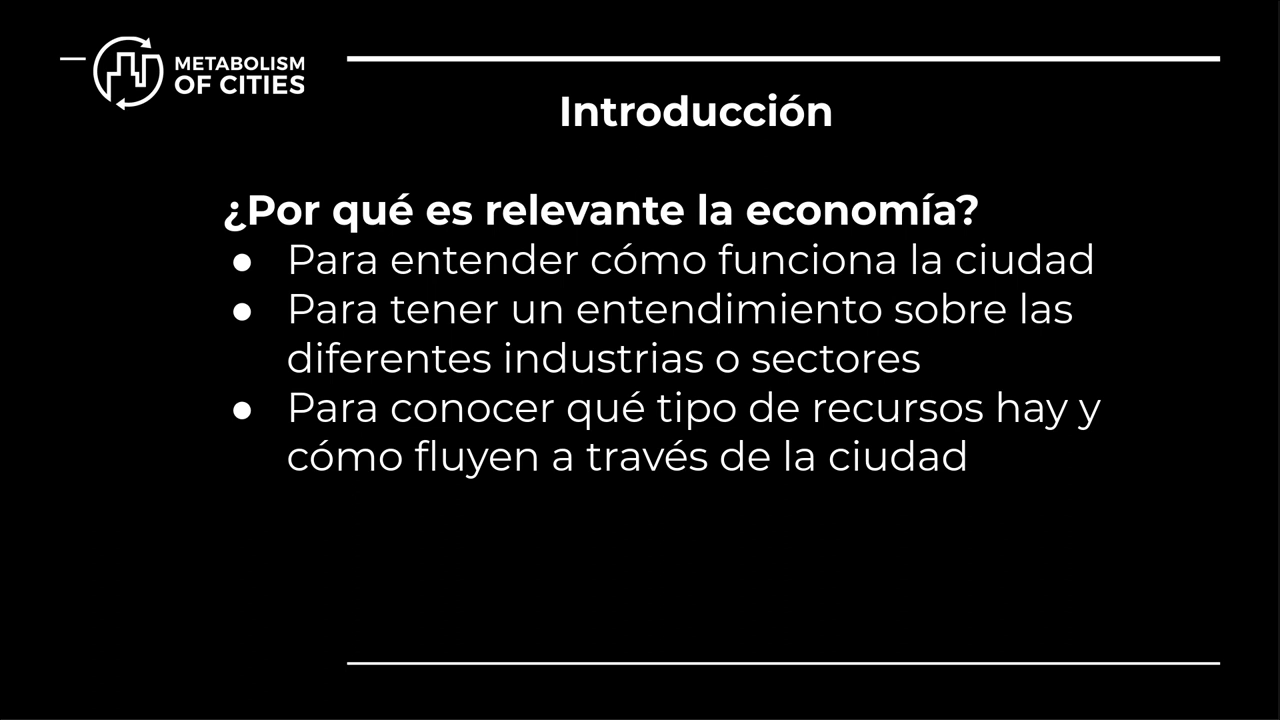 METABOLISM
OF CITIES
Introducción
¿Por qué es relevante la economía?
● Para entender cómo funciona la ciudad
● Para tener un entendimiento sobre las
diferentes industrias o sectores
● Para conocer qué tipo de recursos hay y
cómo fluyen a través de la ciudad